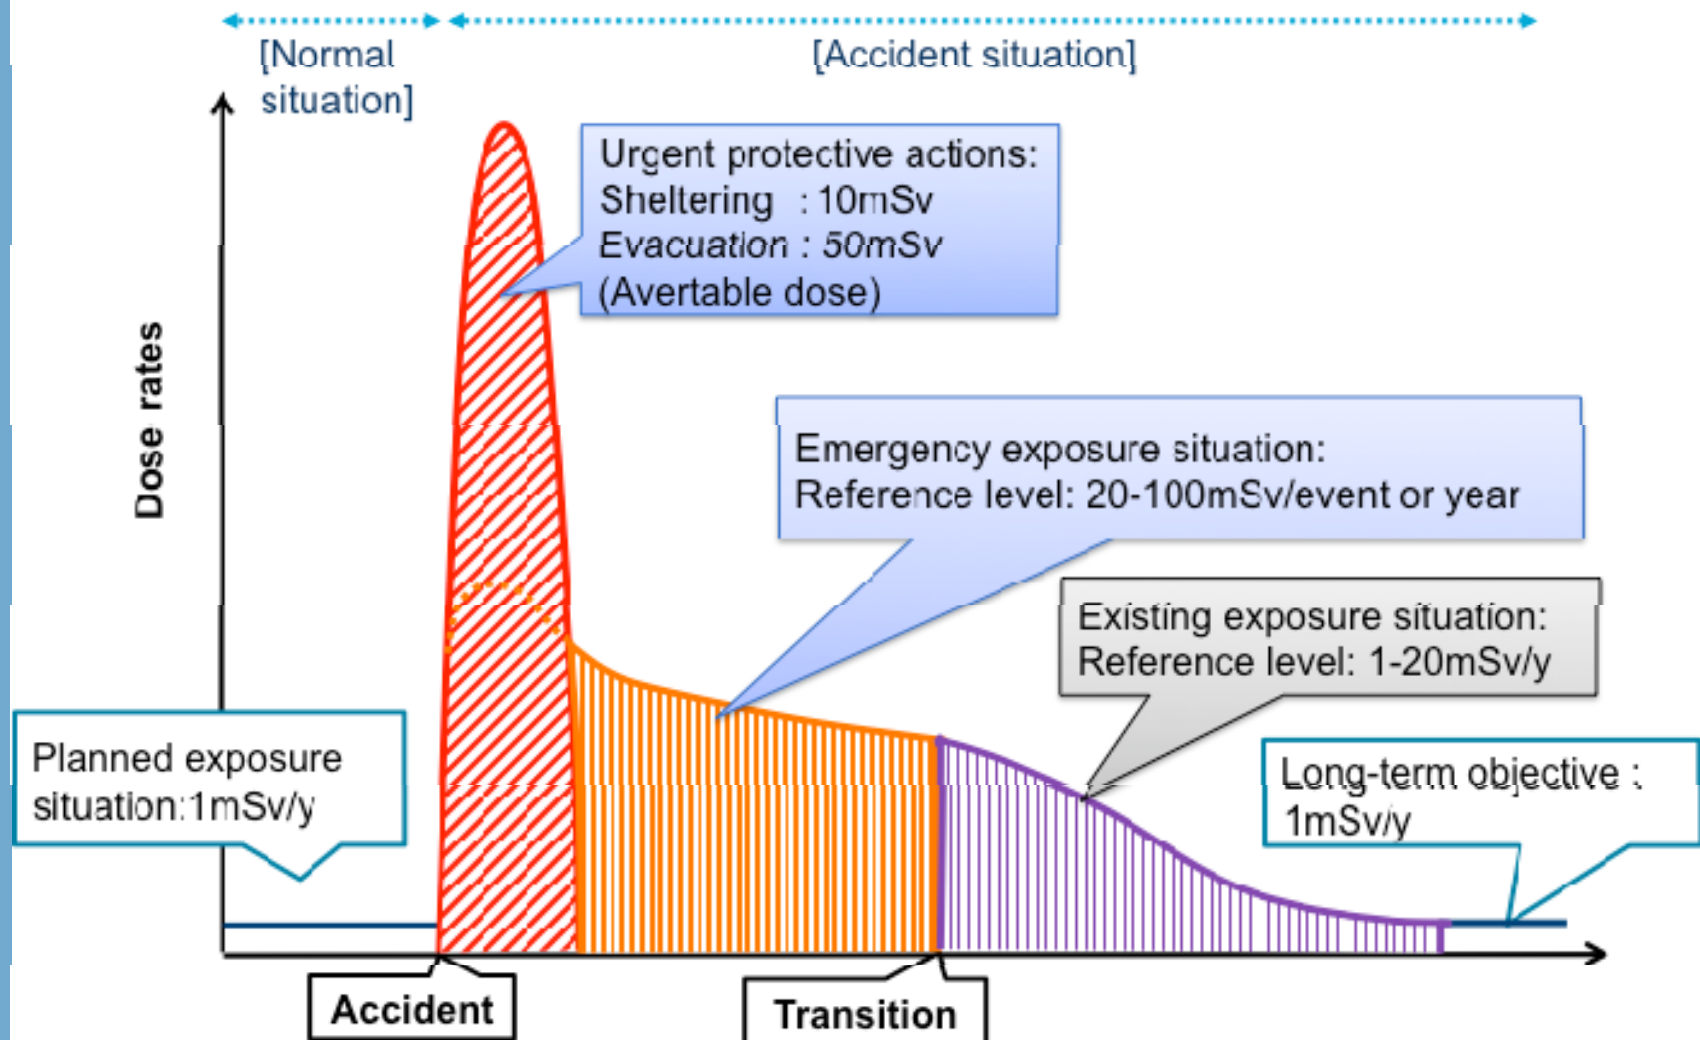 [Normal
situation]
[Accident situation]
Urgent protective actions:
Sheltering : 10mSv
Evacuation : 50mSv
(Avertable dose)
Dose rates
Emergency exposure situation:
Reference level: 20-100mSv/event or year
Existing exposure situation:
Reference level: 1-20mSv/y
Planned exposure
situation:1mSv/y
Long-term objective :
1mSv/y
Accident
Transition